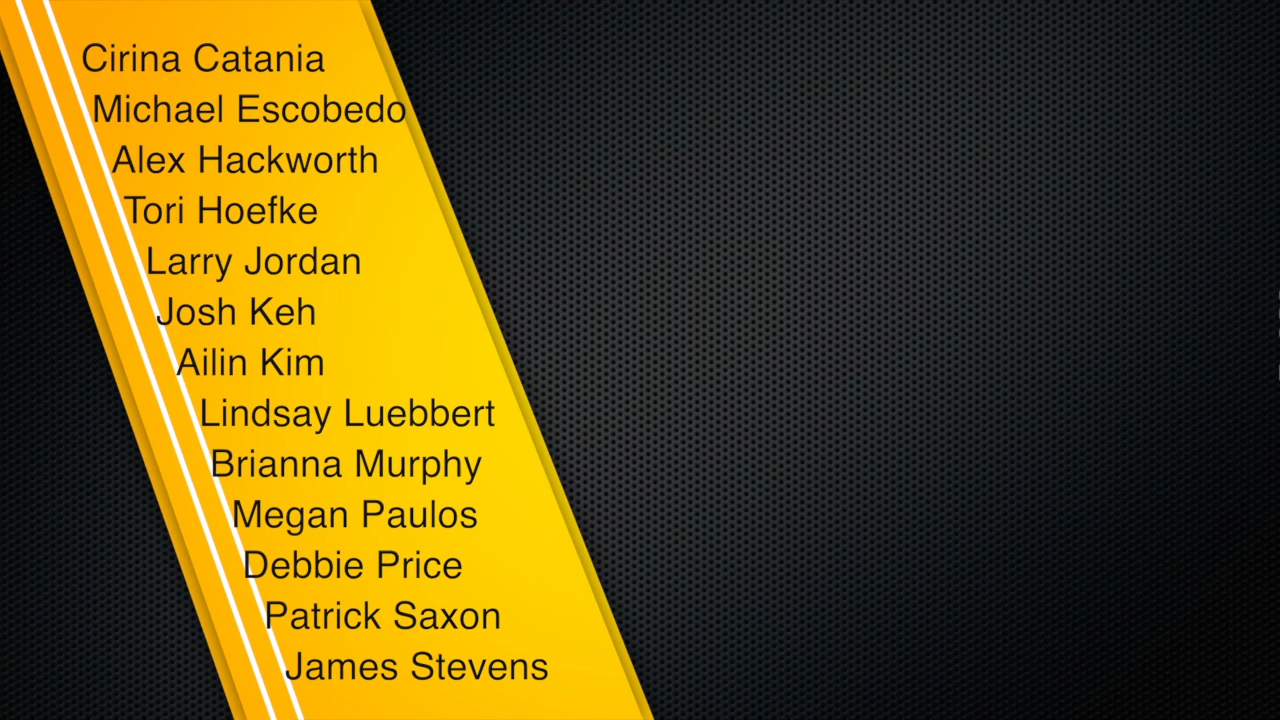 Cirina Catania
Michael Escobedo
Alex Hackworth
Tori Hoefke
Larry Jordan
Josh Keh
Ailin Kim
Lindsay Luebbert
Brianna Murphy
Megan Paulos
Debbie Price
Patrick Saxon
James Stevens